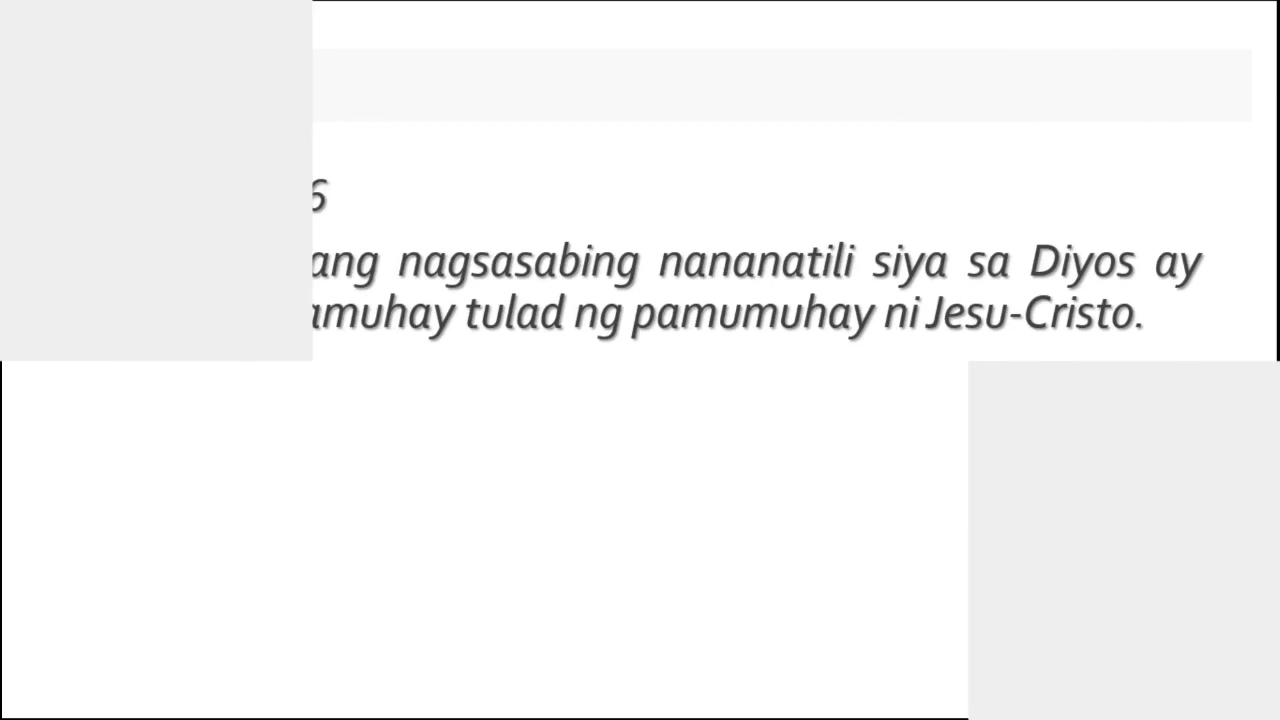 6
ang nagsasabing nananatili siya sa Diyos ay
amuhay tulad ng pamumuhay ni Jesu-Cristo.